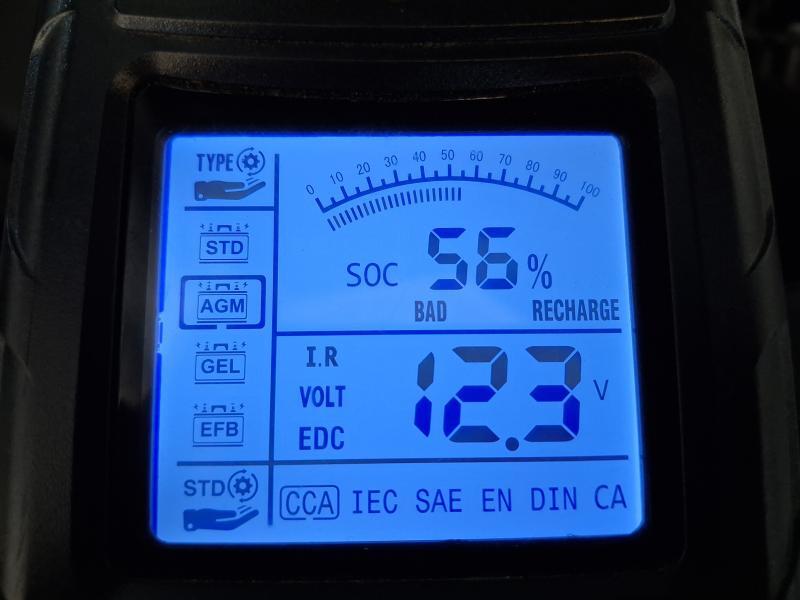 TYPE
0 10 20 30 40 50 60 70 80 90 100
STD
SOC 56 %
AGM
BAD RECHARGE
GEL
I.R
VOLT 12.3 V
EFB
EDC
STD
CCA IEC SAE EN DIN CA